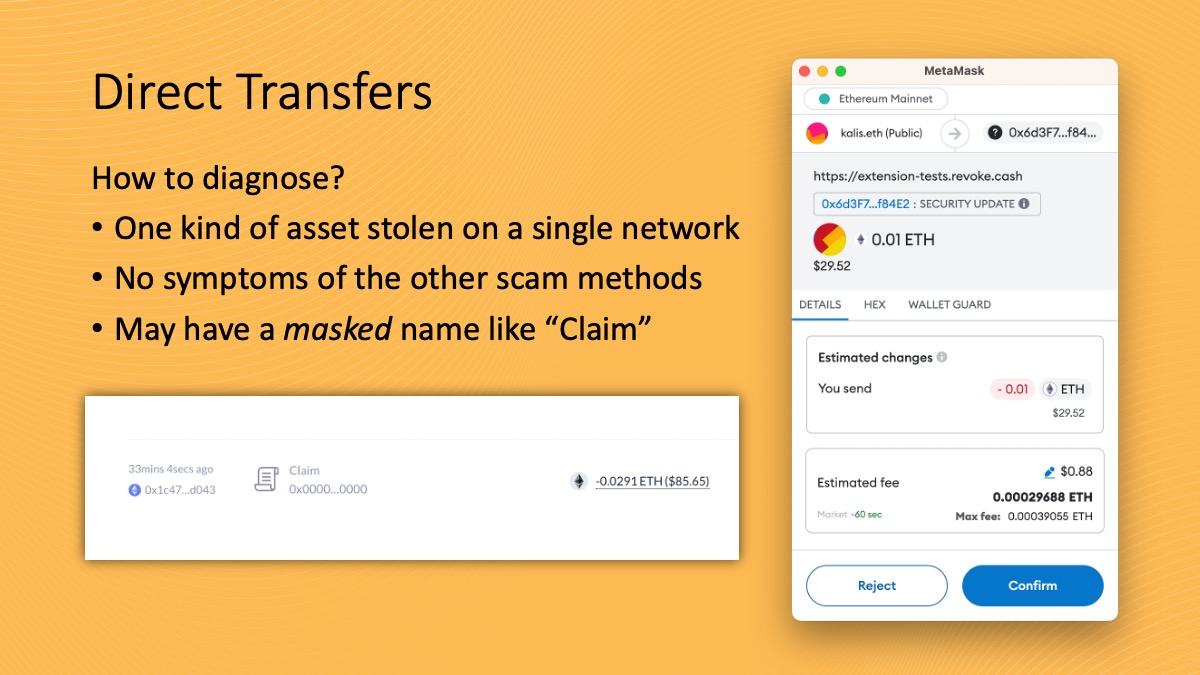 Direct Transfers
How to diagnose?
• One kind of asset stolen on a single network
• No symptoms of the other scam methods
• May have a masked name like “Claim”
33mins 4secs ago
0x1c47...d043
Claim
0x0000...0000
-0.0291 ETH ($85.65)
MetaMask
Ethereum Mainnet
kalis.eth (Public)
0x6d3F7...f84...
https://extension-tests.revoke.cash
0x6d3F7...f84E2 : SECURITY UPDATE
0.01 ETH
$29.52
DETAILS HEX WALLET GUARD
Estimated changes
You send - 0.01 ETH
$29.52
$0.88
Estimated fee
0.00029688 ETH
Market -60 sec Max fee: 0.00039055 ETH
Reject Confirm